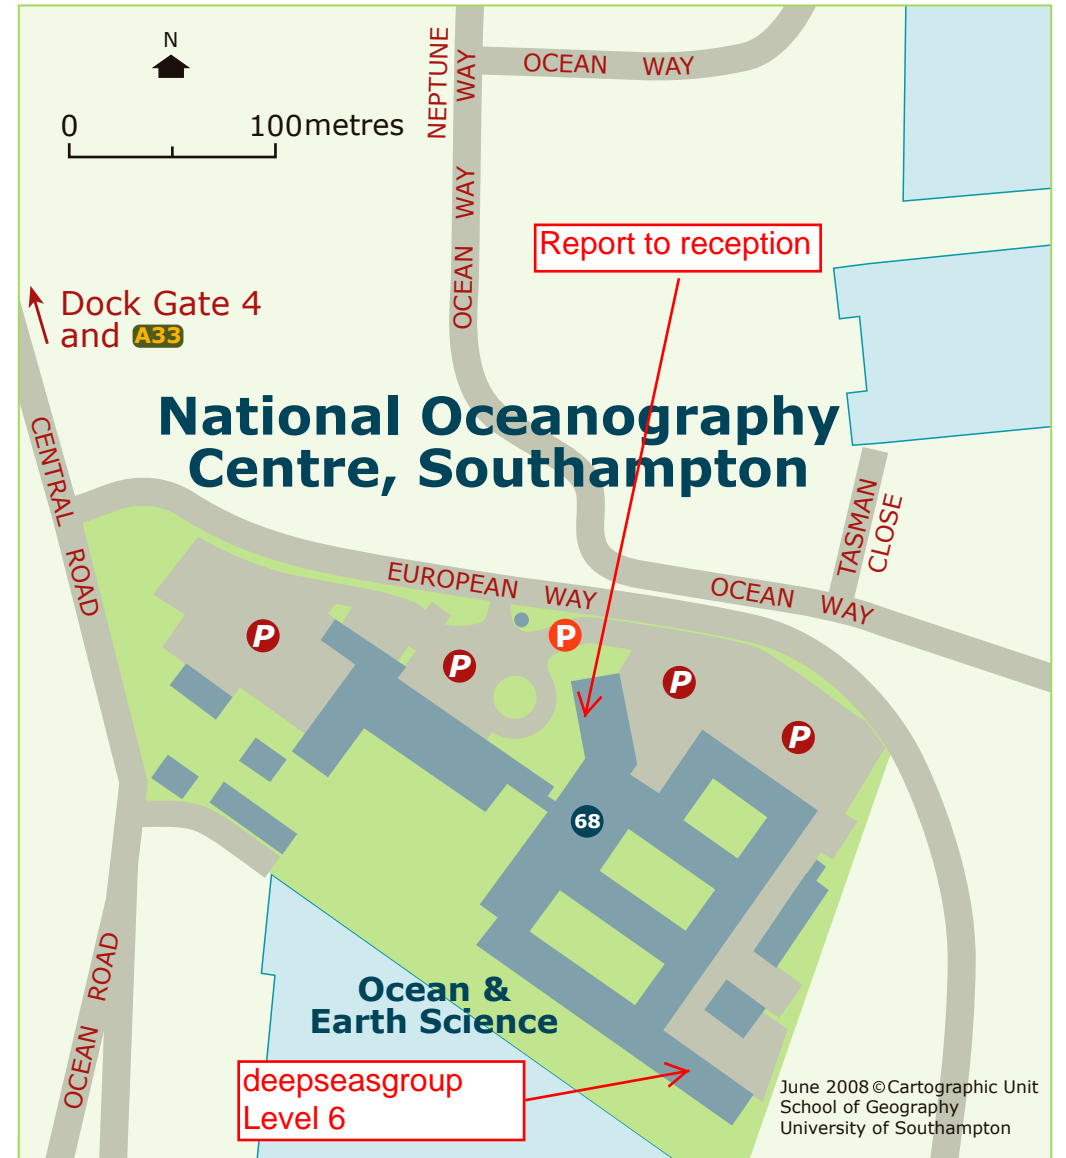 N
0 100metres
NEPTUNE WAY
OCEAN WAY
OCEAN WAY
Report to reception
Dock Gate 4
and A33
National Oceanography
Centre, Southampton
CENTRAL ROAD
TASMAN
CLOSE
EUROPEAN WAY
OCEAN WAY
P
P
P
P
P
68
OCEAN ROAD
Ocean &
Earth Science
deepseasgroup
Level 6
June 2008 ©Cartographic Unit
School of Geography
University of Southampton